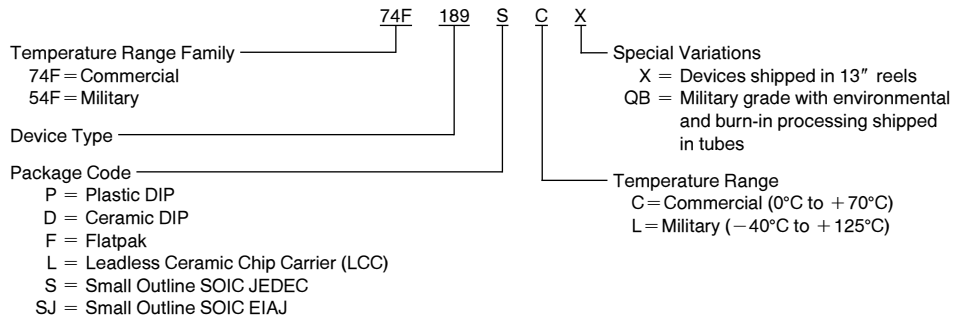 74F 189 S C X
Temperature Range Family
74F = Commercial
54F = Military
Device Type
Package Code
P = Plastic DIP
D = Ceramic DIP
F = Flatpak
L = Leadless Ceramic Chip Carrier (LCC)
S = Small Outline SOIC JEDEC
SJ = Small Outline SOIC EIAJ
Special Variations
X = Devices shipped in 13″ reels
QB = Military grade with environmental
and burn-in processing shipped
in tubes
Temperature Range
C = Commercial (0°C to +70°C)
L = Military (−40°C to +125°C)